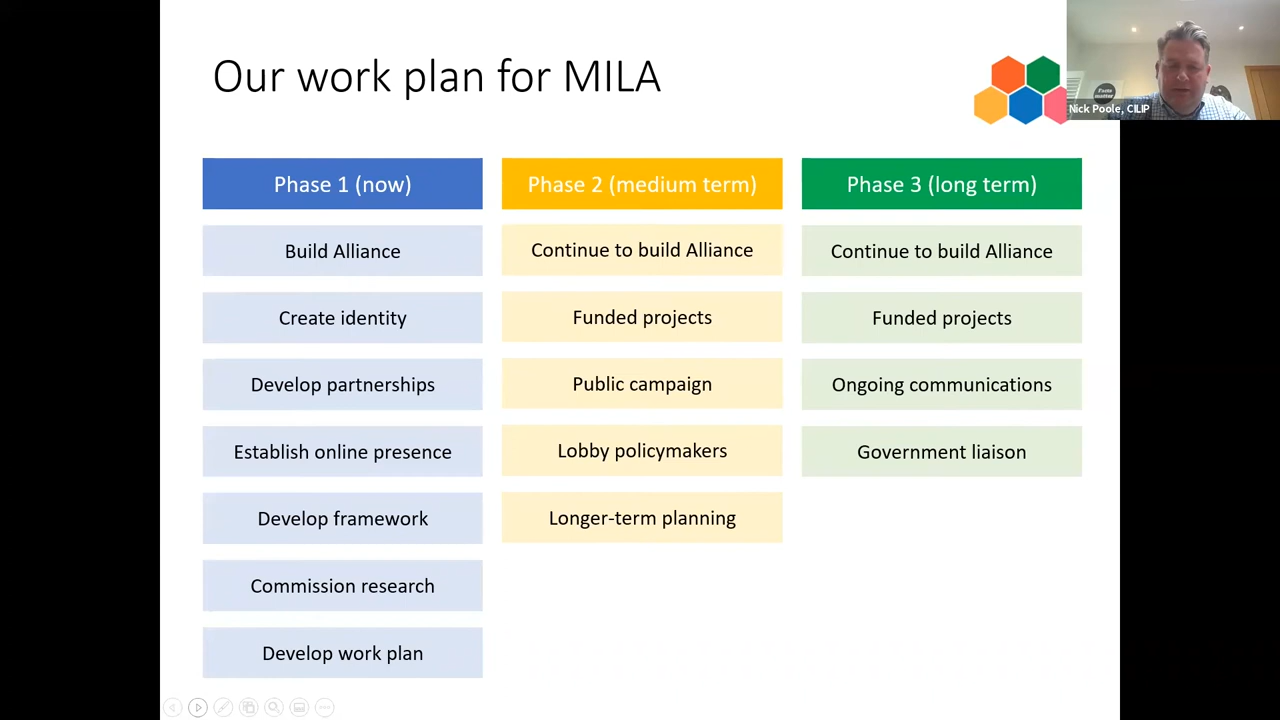 Our work plan for MILA
Facts matter
Nick Poole, CILIP
Phase 1 (now)
Build Alliance
Create identity
Develop partnerships
Establish online presence
Develop framework
Commission research
Develop work plan
Phase 2 (medium term)
Continue to build Alliance
Funded projects
Public campaign
Lobby policymakers
Longer-term planning
Phase 3 (long term)
Continue to build Alliance
Funded projects
Ongoing communications
Government liaison